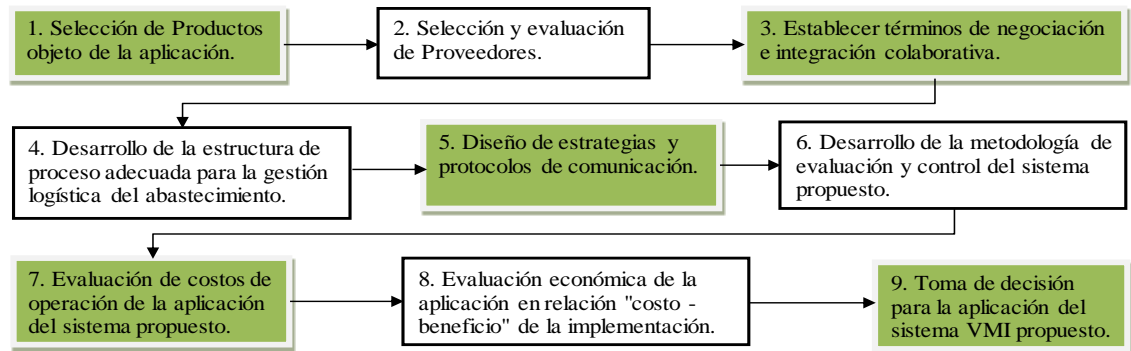 1. Selección de Productos
objeto de la aplicación.
2. Selección y evaluación
de Proveedores.
3. Establecer términos de negociación
e integración colaborativa.
4. Desarrollo de la estructura de
proceso adecuada para la gestión
logística del abastecimiento.
5. Diseño de estrategias y
protocolos de comunicación.
6. Desarrollo de la metodología de
evaluación y control del sistema
propuesto.
7. Evaluación de costos de
operación de la aplicación
del sistema propuesto.
8. Evaluación económica de la
aplicación en relación "costo -
beneficio" de la implementación.
9. Toma de decisión
para la aplicación del
sistema VMI propuesto.